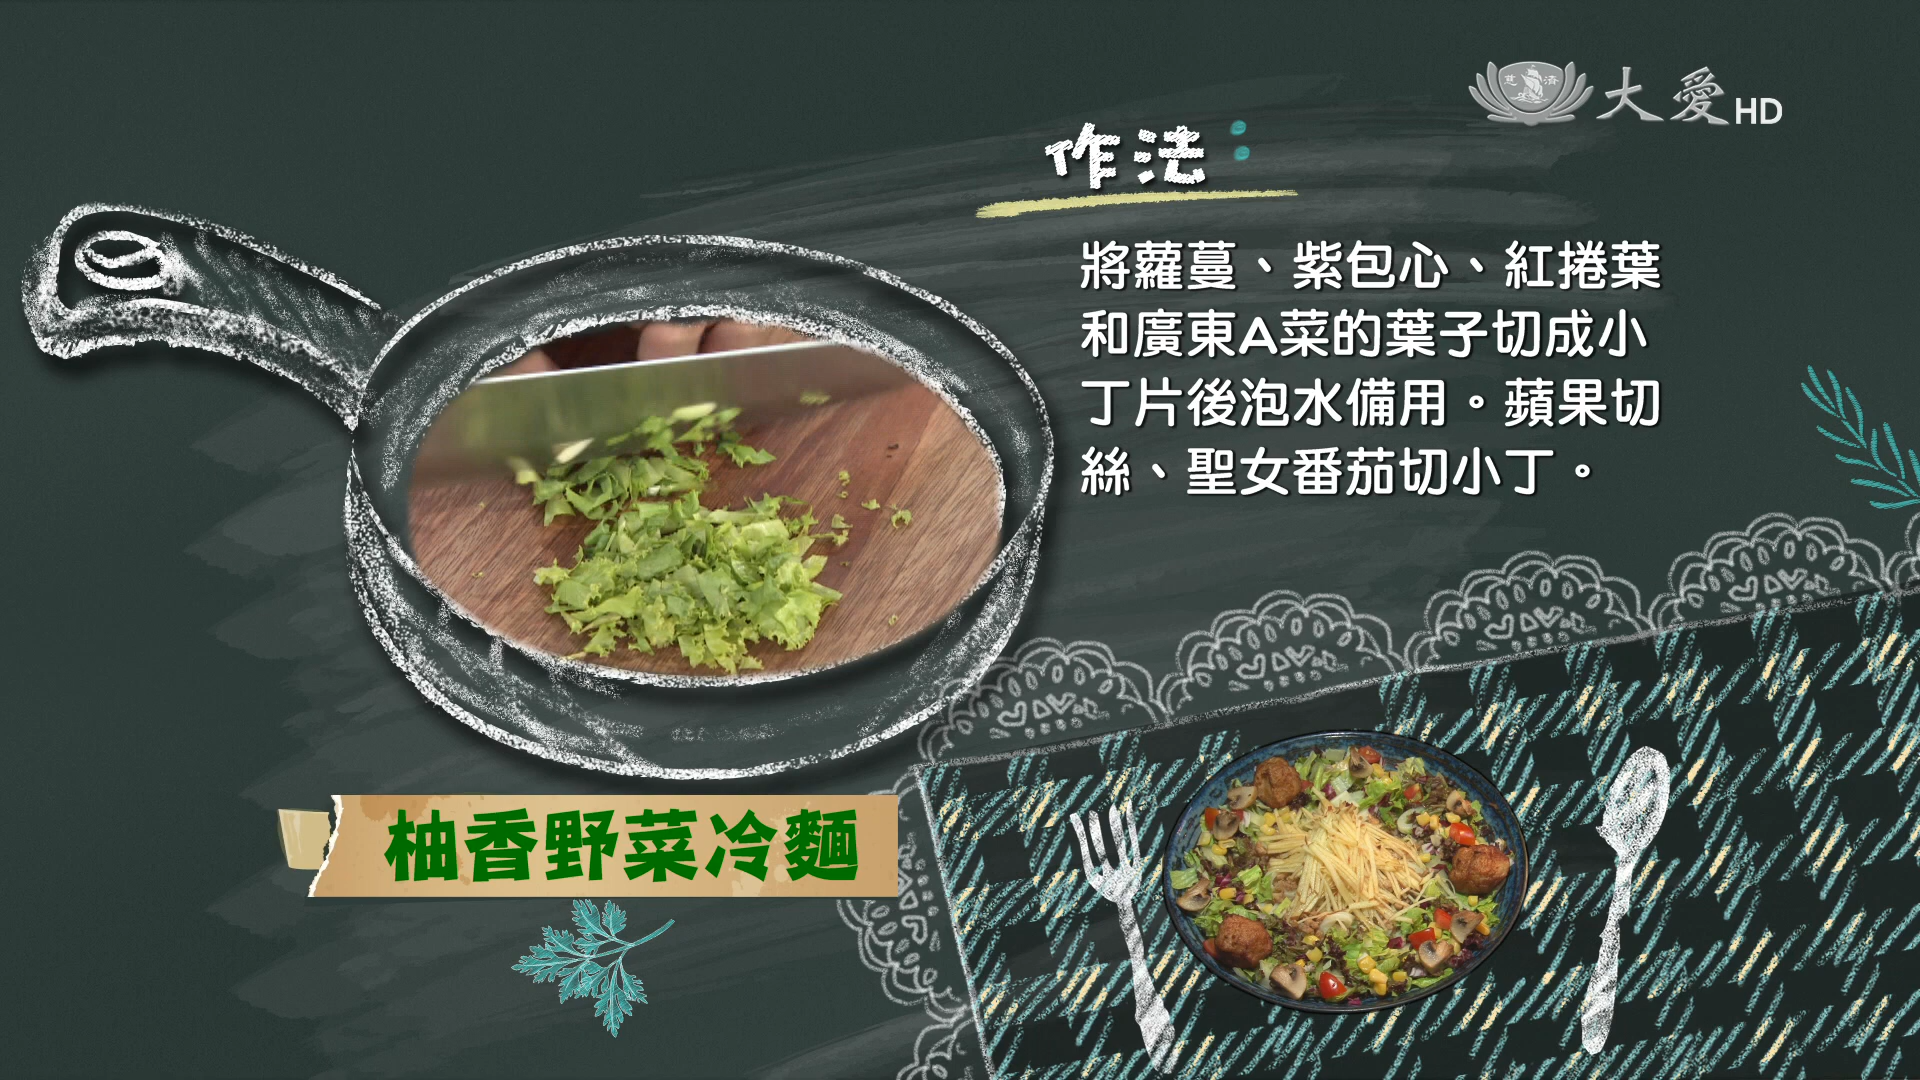 大愛HD
作法：
將蘿蔓、紫包心、紅捲葉
和廣東A菜的葉子切成小
丁片後泡水備用。蘋果切
絲、聖女番茄切小丁。
柚香野菜冷麵